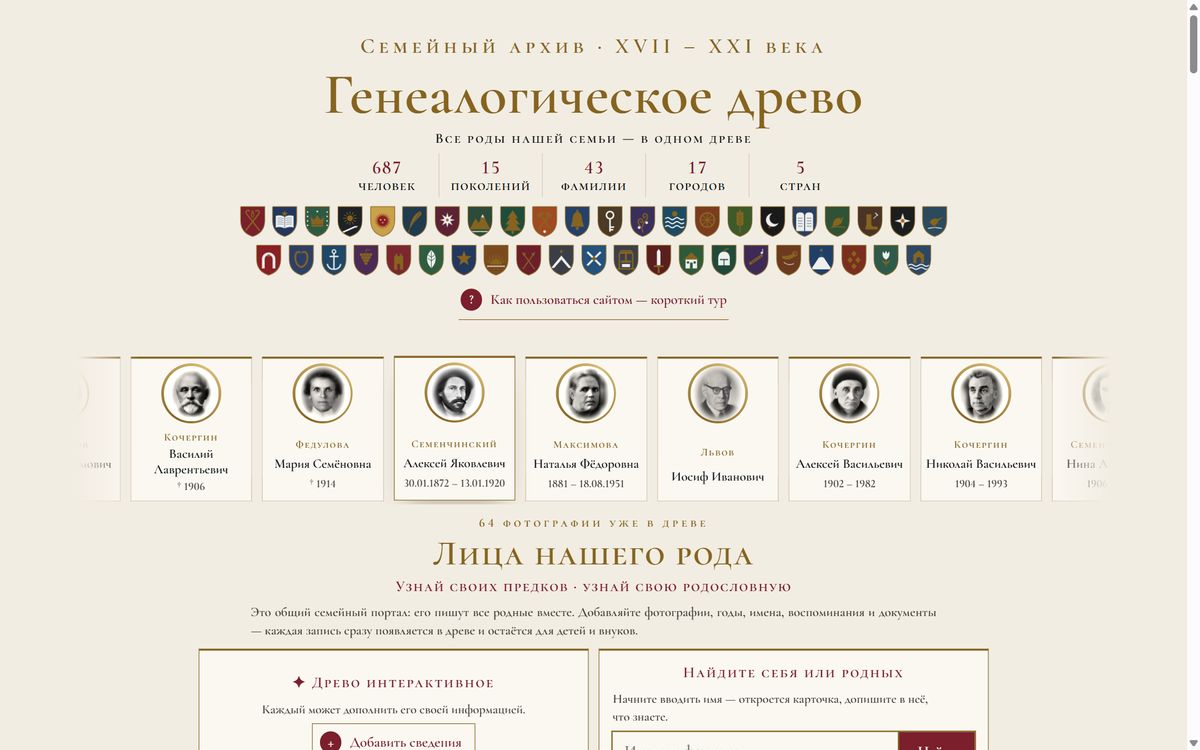 Семейный архив · XVII – XXI века
Генеалогическое древо
Все роды нашей семьи — в одном древе
687 15 43 17 5
человек поколений фамилии городов стран
? Как пользоваться сайтом — короткий тур
Кочергин
Василий
Лаврентьевич
† 1906
Федулова
Мария Семёновна
† 1914
Семенчинский
Алексей Яковлевич
30.01.1872 – 13.01.1920
Максимова
Наталья Фёдоровна
1881 – 18.08.1951
Львов
Иосиф Иванович
Кочергин
Алексей Васильевич
1902 – 1982
Кочергин
Николай Васильевич
1904 – 1993
Нина
64 фотографии уже в древе
Лица нашего рода
Узнай своих предков · узнай свою родословную
Это общий семейный портал: его пишут все родные вместе. Добавляйте фотографии, годы, имена, воспоминания и документы
— каждая запись сразу появляется в древе и остаётся для детей и внуков.
✦ Древо интерактивное
Каждый может дополнить его своей информацией.
+ Добавить сведения
Найдите себя или родных
Начните вводить имя — откроется карточка, допишите в неё,
что знаете.